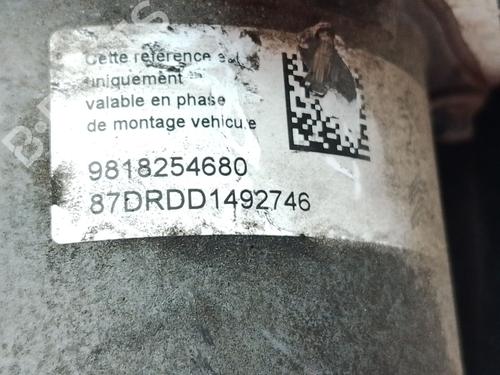 Cette référence est
uniquement
valable en phase
de montage vehicule
9818254680
87DRDD1492746